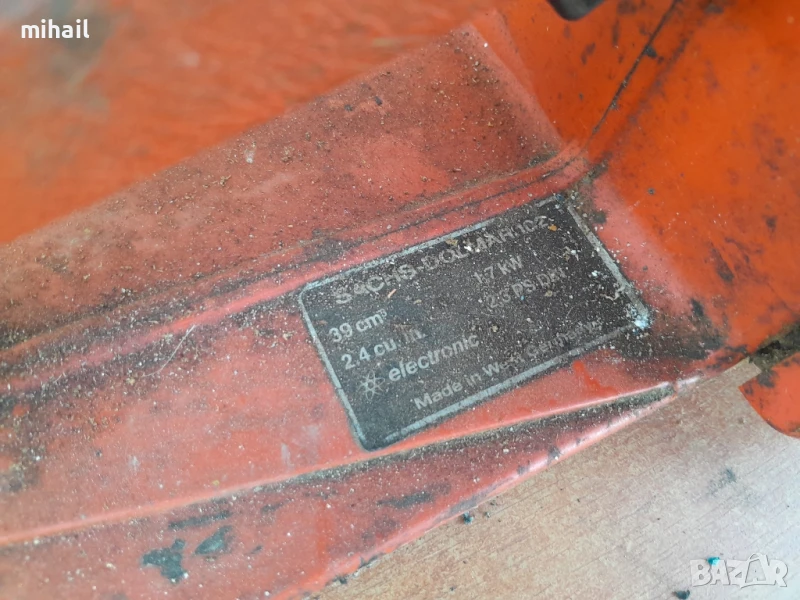 mihail
SACHS-DOLMAR 102
39 cm³ 1.7 kW
2.4 cu. in. 2.3 PS DIN
electronic
Made in West Germany
BAZAR